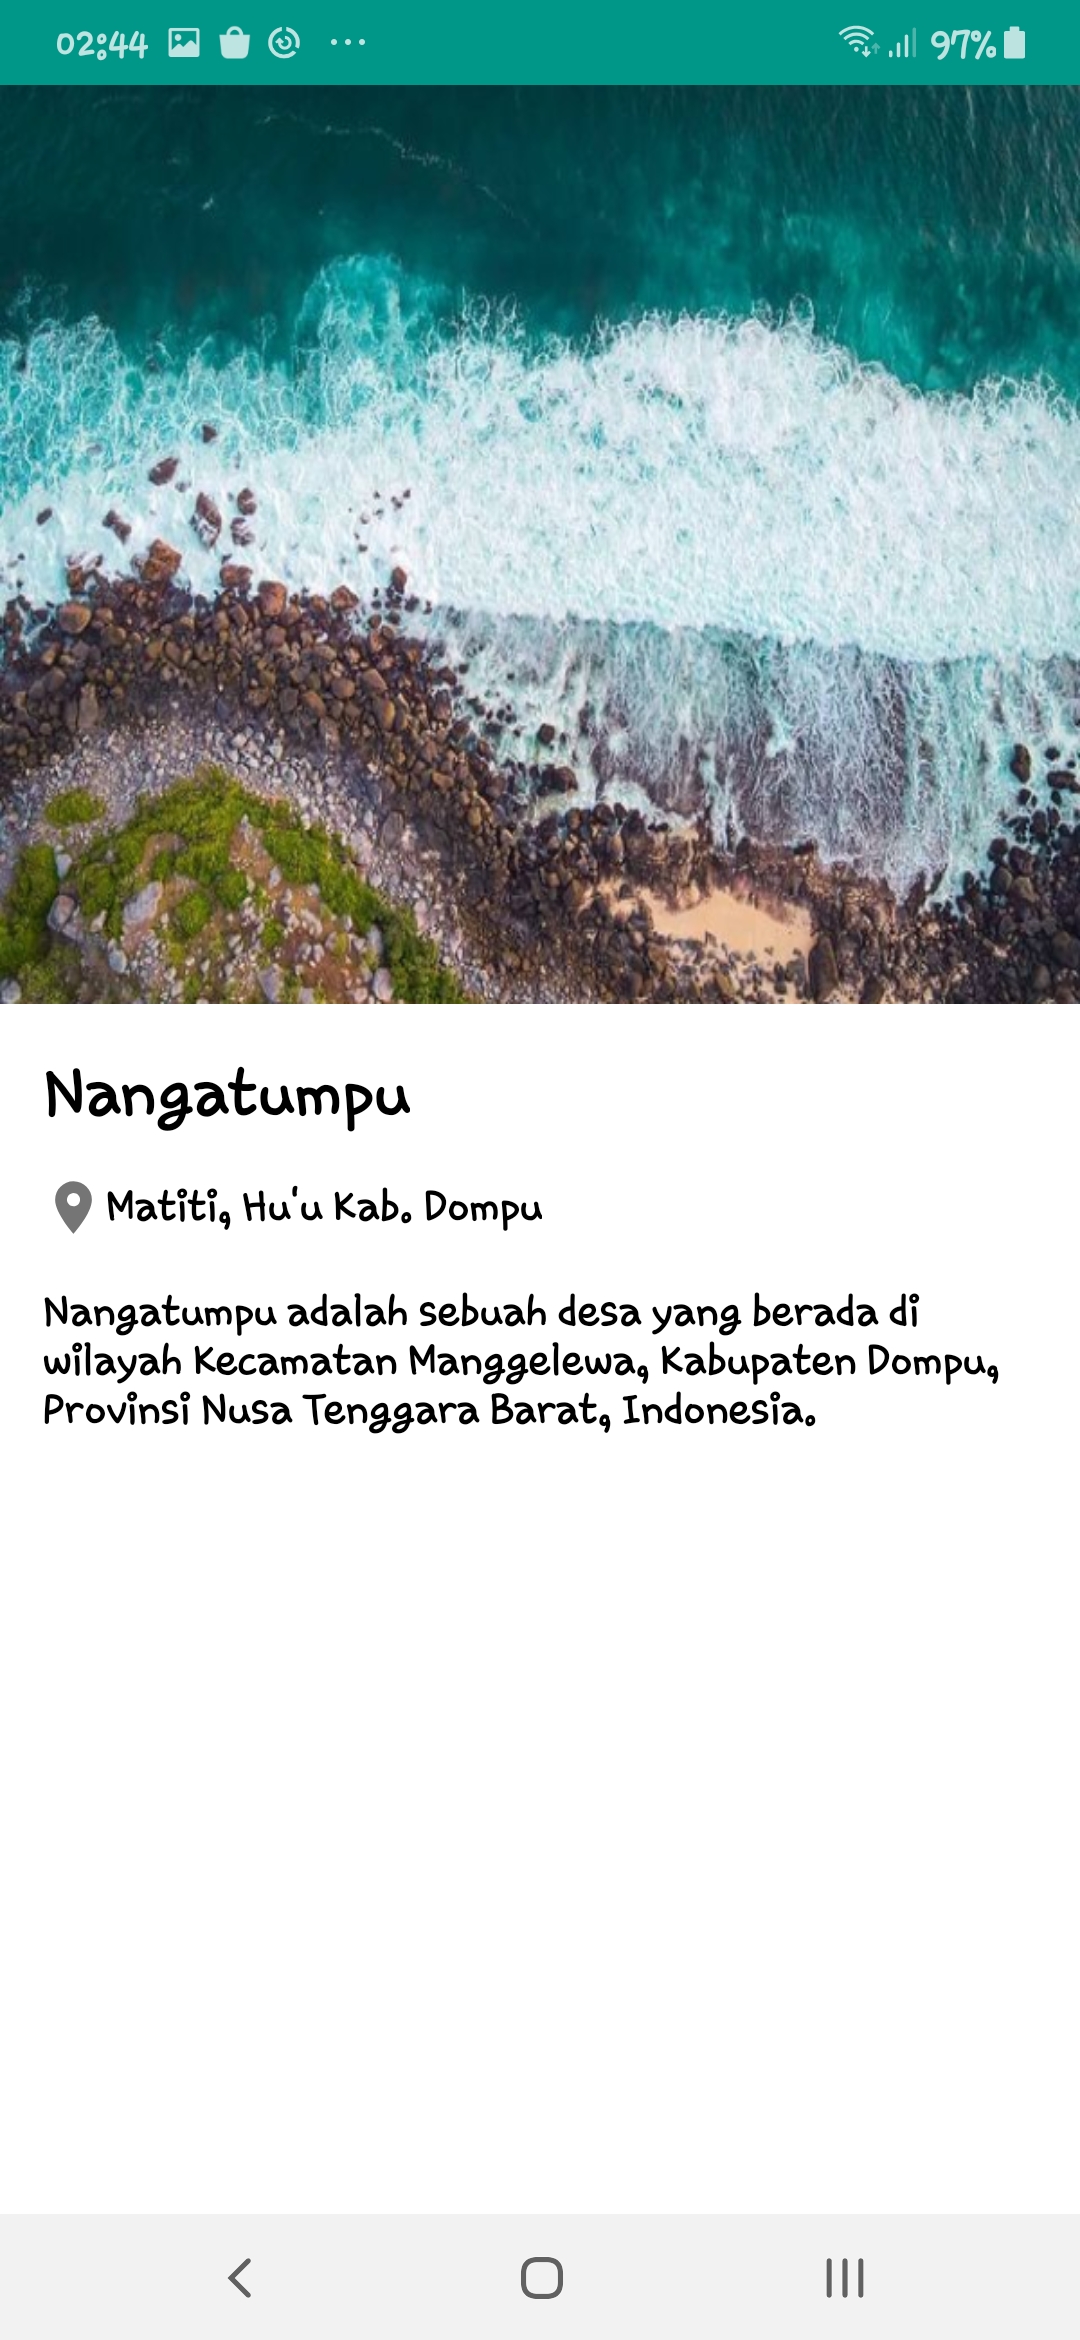 02:44
97%
Nangatumpu
Matiti, Hu'u Kab. Dompu
Nangatumpu adalah sebuah desa yang berada di
wilayah Kecamatan Manggelewa, Kabupaten Dompu,
Provinsi Nusa Tenggara Barat, Indonesia.